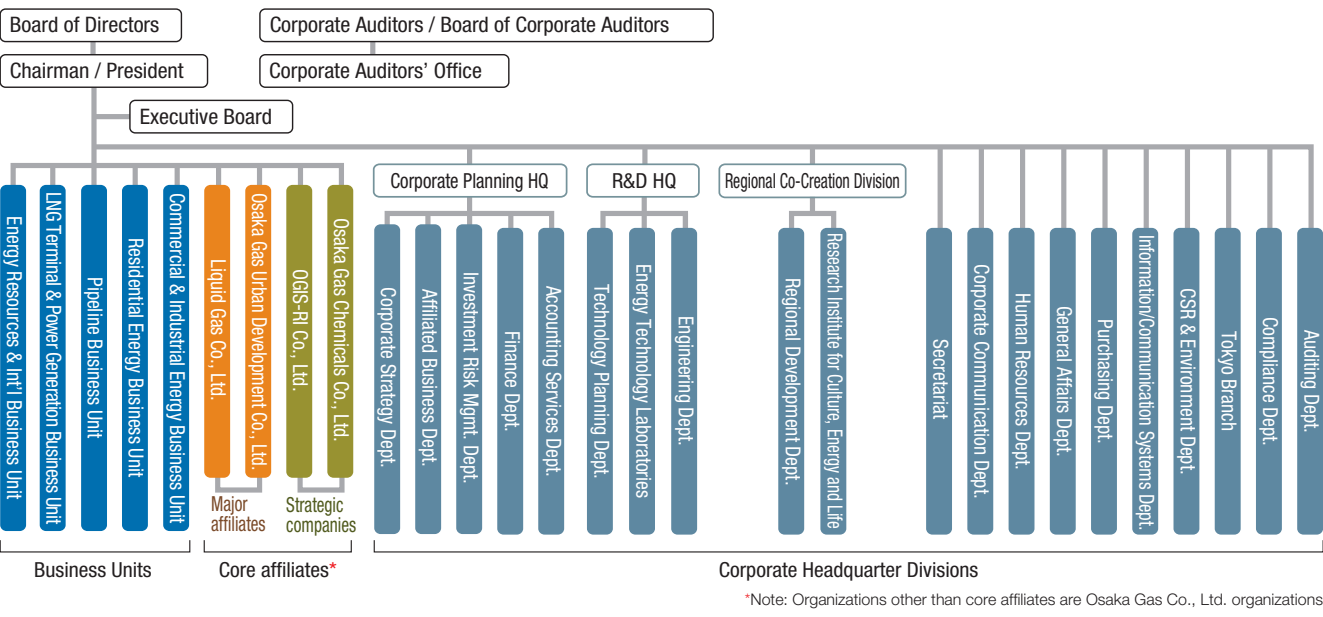 Board of Directors
Corporate Auditors / Board of Corporate Auditors
Chairman / President
Corporate Auditors’ Office
Executive Board
Corporate Planning HQ
R&D HQ
Regional Co-Creation Division
Energy Resources & Int'l Business Unit
LNG Terminal & Power Generation Business Unit
Pipeline Business Unit
Residential Energy Business Unit
Commercial & Industrial Energy Business Unit
Liquid Gas Co., Ltd.
Osaka Gas Urban Development Co., Ltd.
OGIS-RI Co., Ltd.
Osaka Gas Chemicals Co., Ltd.
Corporate Strategy Dept.
Affiliated Business Dept.
Investment Risk Mgmt. Dept.
Finance Dept.
Accounting Services Dept.
Technology Planning Dept.
Energy Technology Laboratories
Engineering Dept.
Regional Development Dept.
Research Institute for Culture, Energy and Life
Secretariat
Corporate Communication Dept.
Human Resources Dept.
General Affairs Dept.
Purchasing Dept.
Information/Communication Systems Dept.
CSR & Environment Dept.
Tokyo Branch
Compliance Dept.
Auditing Dept.
Major
affiliates
Strategic
companies
Business Units
Core affiliates*
Corporate Headquarter Divisions
*Note: Organizations other than core affiliates are Osaka Gas Co., Ltd. organizations